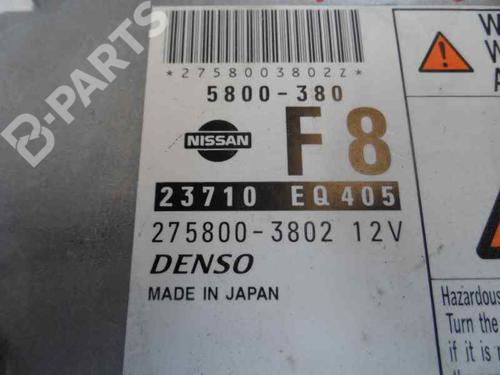 B-PARTS
*2758003802Z*
5800-380
NISSAN
F8
23710 EQ405
275800-3802 12V
DENSO
MADE IN JAPAN
Hazardous
Turn the
if it is